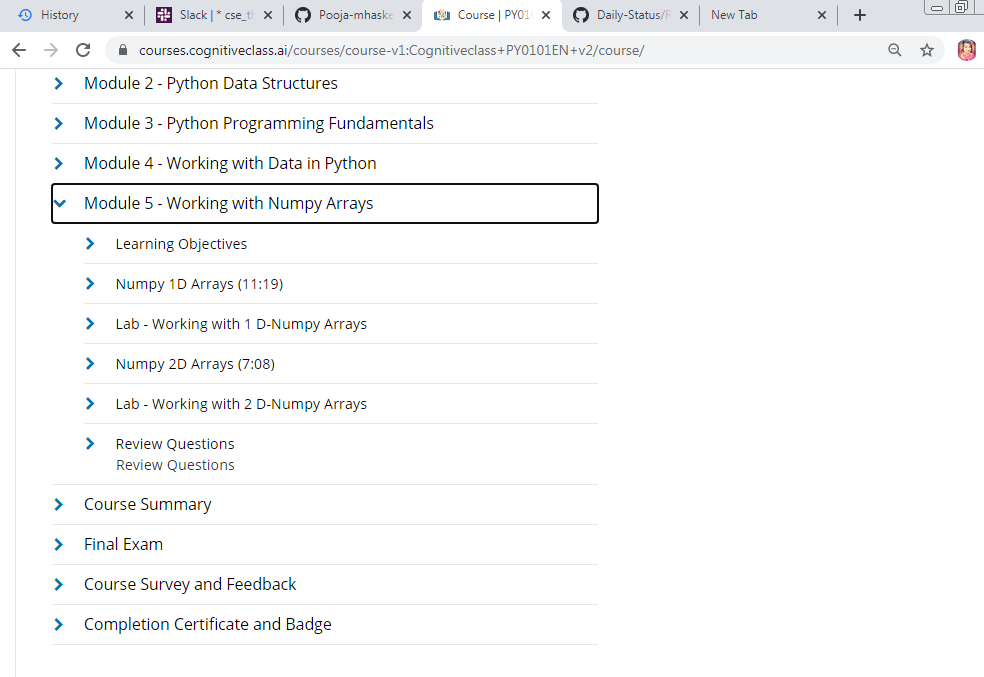 History
Slack | * cse_th
Pooja-mhaske
Course | PY01
Daily-Status/
New Tab
courses.cognitiveclass.ai/courses/course-v1:Cognitiveclass+PY0101EN+v2/course/
Module 2 - Python Data Structures
Module 3 - Python Programming Fundamentals
Module 4 - Working with Data in Python
Module 5 - Working with Numpy Arrays
Learning Objectives
Numpy 1D Arrays (11:19)
Lab - Working with 1 D-Numpy Arrays
Numpy 2D Arrays (7:08)
Lab - Working with 2 D-Numpy Arrays
Review Questions
Review Questions
Course Summary
Final Exam
Course Survey and Feedback
Completion Certificate and Badge